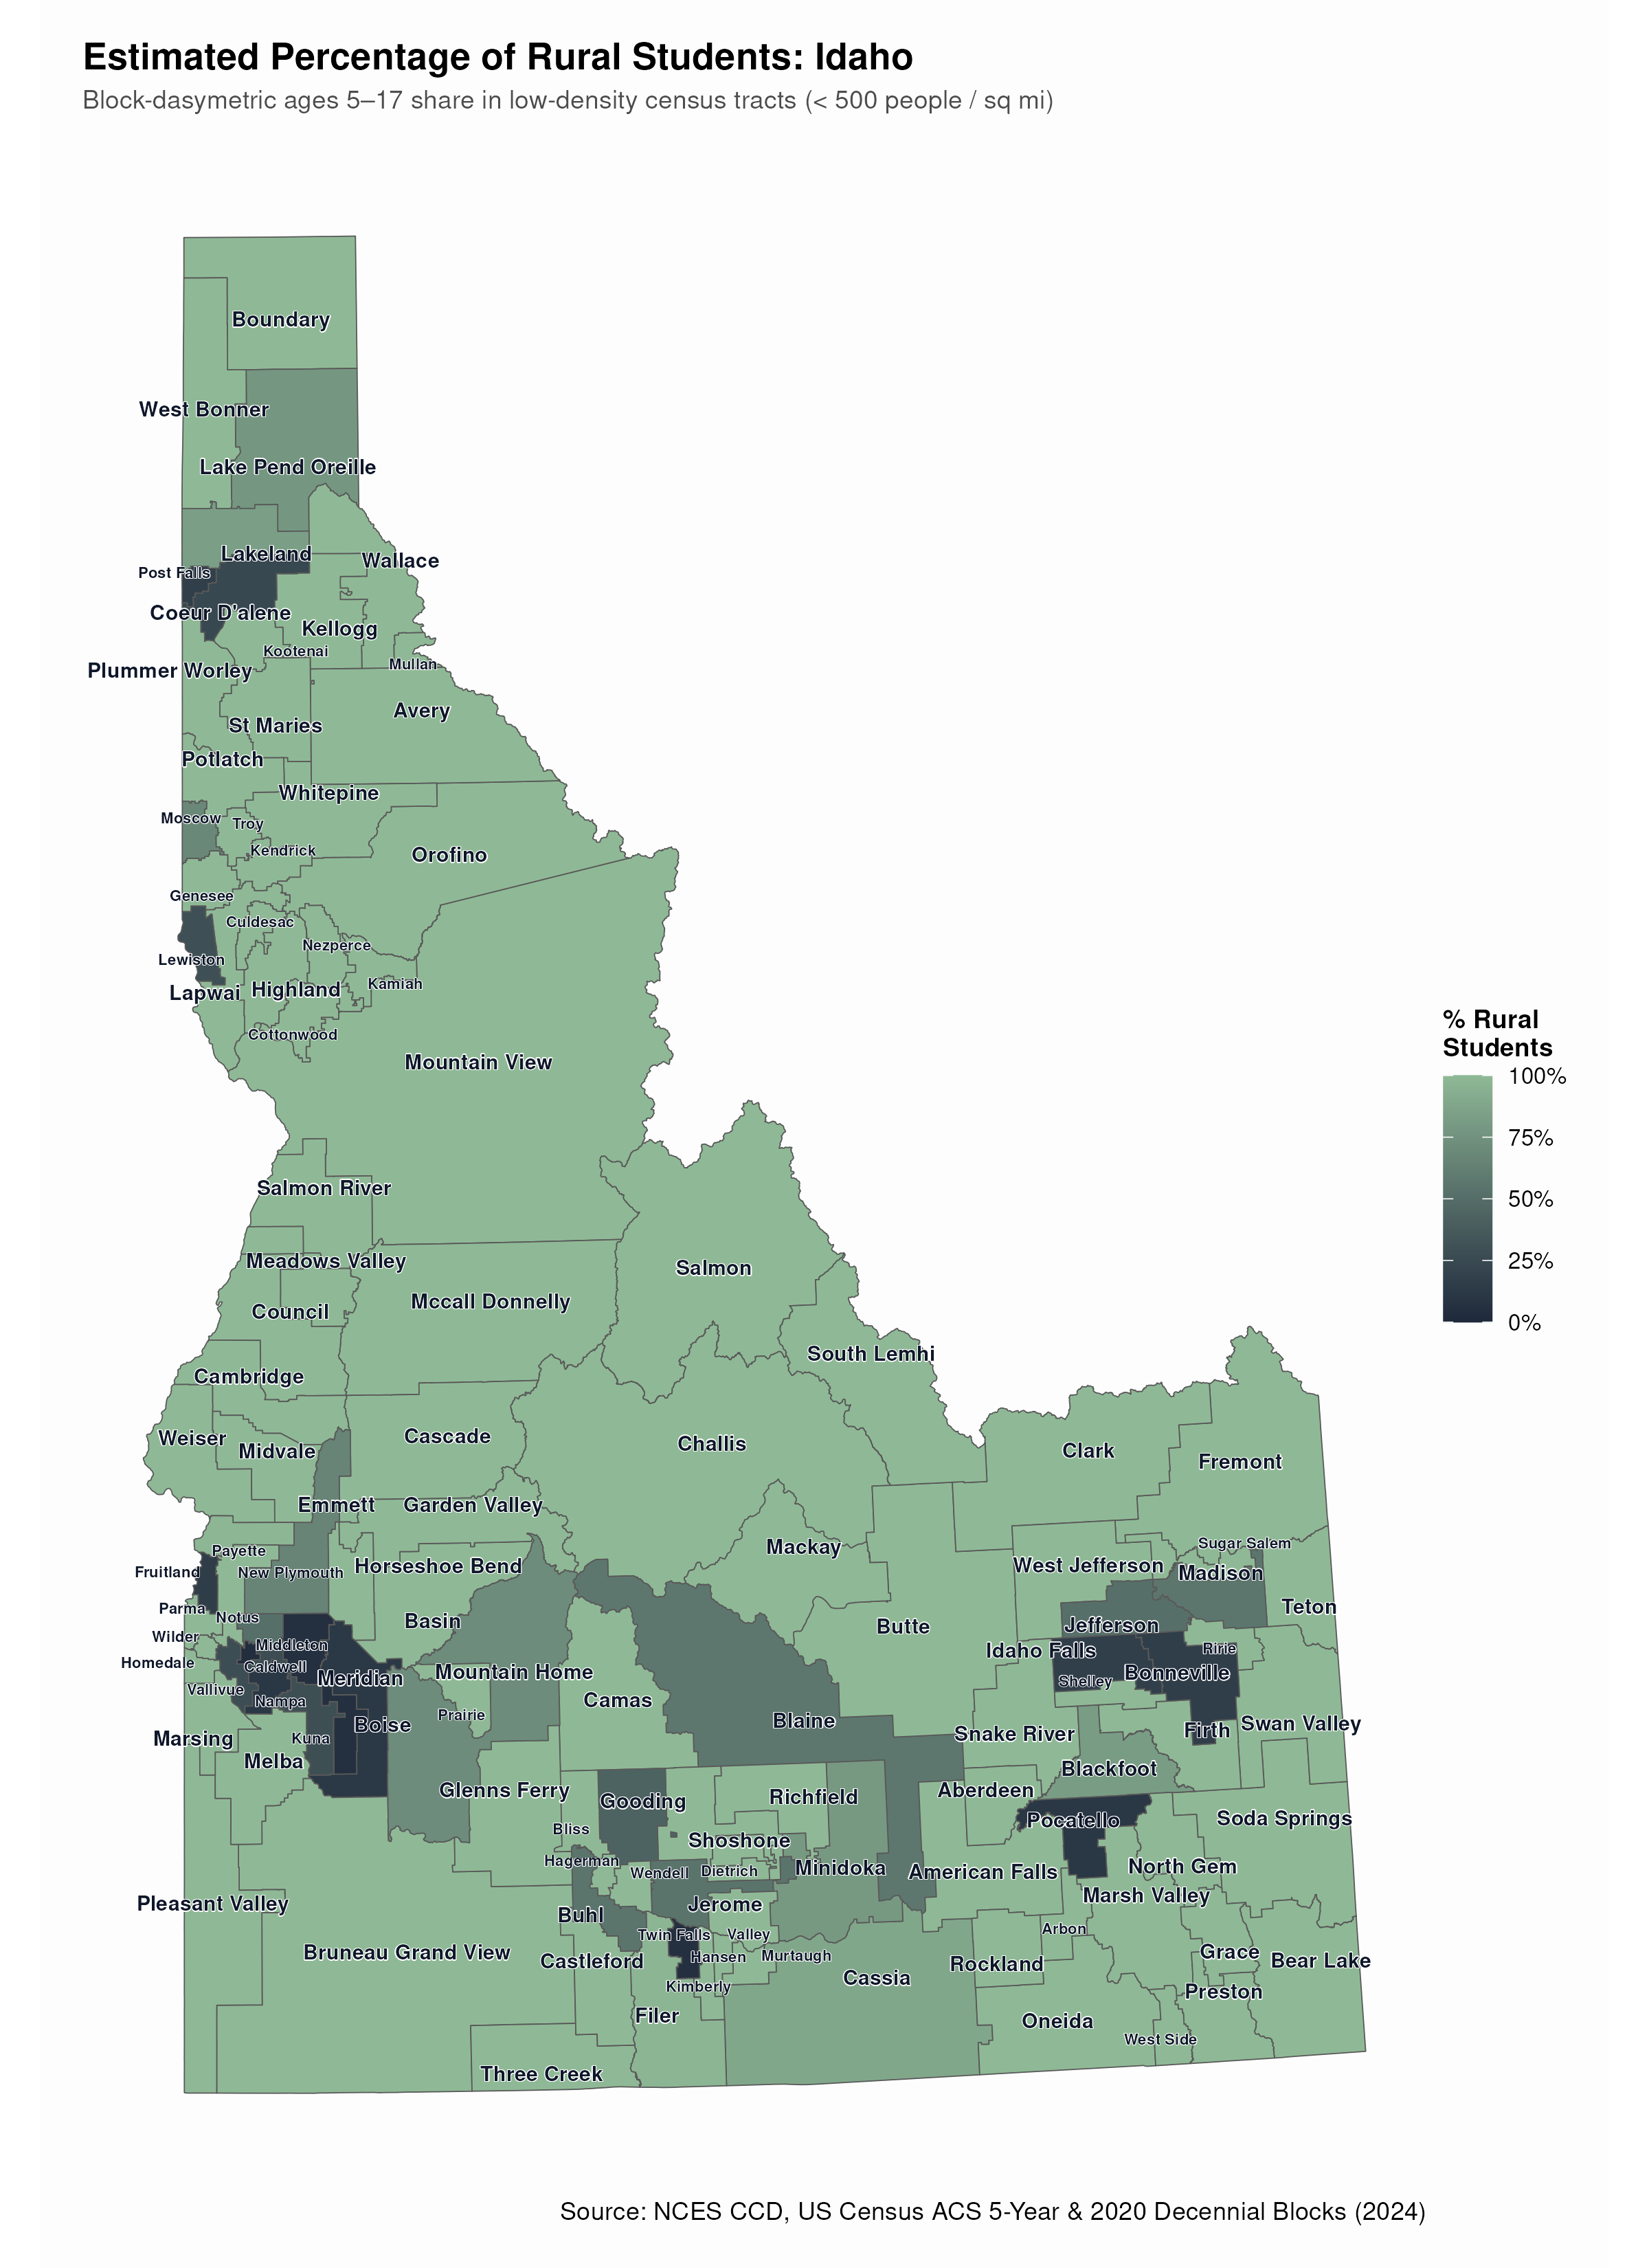 Estimated Percentage of Rural Students: Idaho
Block-dasymetric ages 5–17 share in low-density census tracts (< 500 people / sq mi)
Boundary
West Bonner
Lake Pend Oreille
Lakeland
Wallace
Post Falls
Coeur D'alene
Kellogg
Kootenai
Mullan
Plummer Worley
Avery
St Maries
Potlatch
Whitepine
Moscow
Troy
Kendrick
Orofino
Genesee
Culdesac
Nezperce
Lewiston
Kamiah
Lapwai
Highland
Cottonwood
Mountain View
% Rural
Students
100%
75%
50%
25%
0%
Salmon River
Meadows Valley
Salmon
Mccall Donnelly
Council
South Lemhi
Cambridge
Weiser
Midvale
Cascade
Challis
Clark
Fremont
Emmett
Garden Valley
Mackay
Sugar Salem
Payette
Horseshoe Bend
West Jefferson
Fruitland
New Plymouth
Madison
Parma
Notus
Basin
Butte
Jefferson
Teton
Wilder
Middleton
Idaho Falls
Ririe
Homedale
Caldwell
Meridian
Mountain Home
Shelley
Bonneville
Vallivue
Nampa
Camas
Prairie
Blaine
Boise
Kuna
Marsing
Snake River
Firth
Swan Valley
Melba
Blackfoot
Glenns Ferry
Gooding
Richfield
Aberdeen
Pocatello
Soda Springs
Bliss
Shoshone
Hagerman
Wendell
Dietrich
Minidoka
American Falls
North Gem
Marsh Valley
Pleasant Valley
Jerome
Buhl
Twin Falls
Valley
Arbon
Bruneau Grand View
Castleford
Hansen
Murtaugh
Rockland
Grace
Bear Lake
Cassia
Kimberly
Preston
Filer
Oneida
West Side
Three Creek
Source: NCES CCD, US Census ACS 5-Year & 2020 Decennial Blocks (2024)